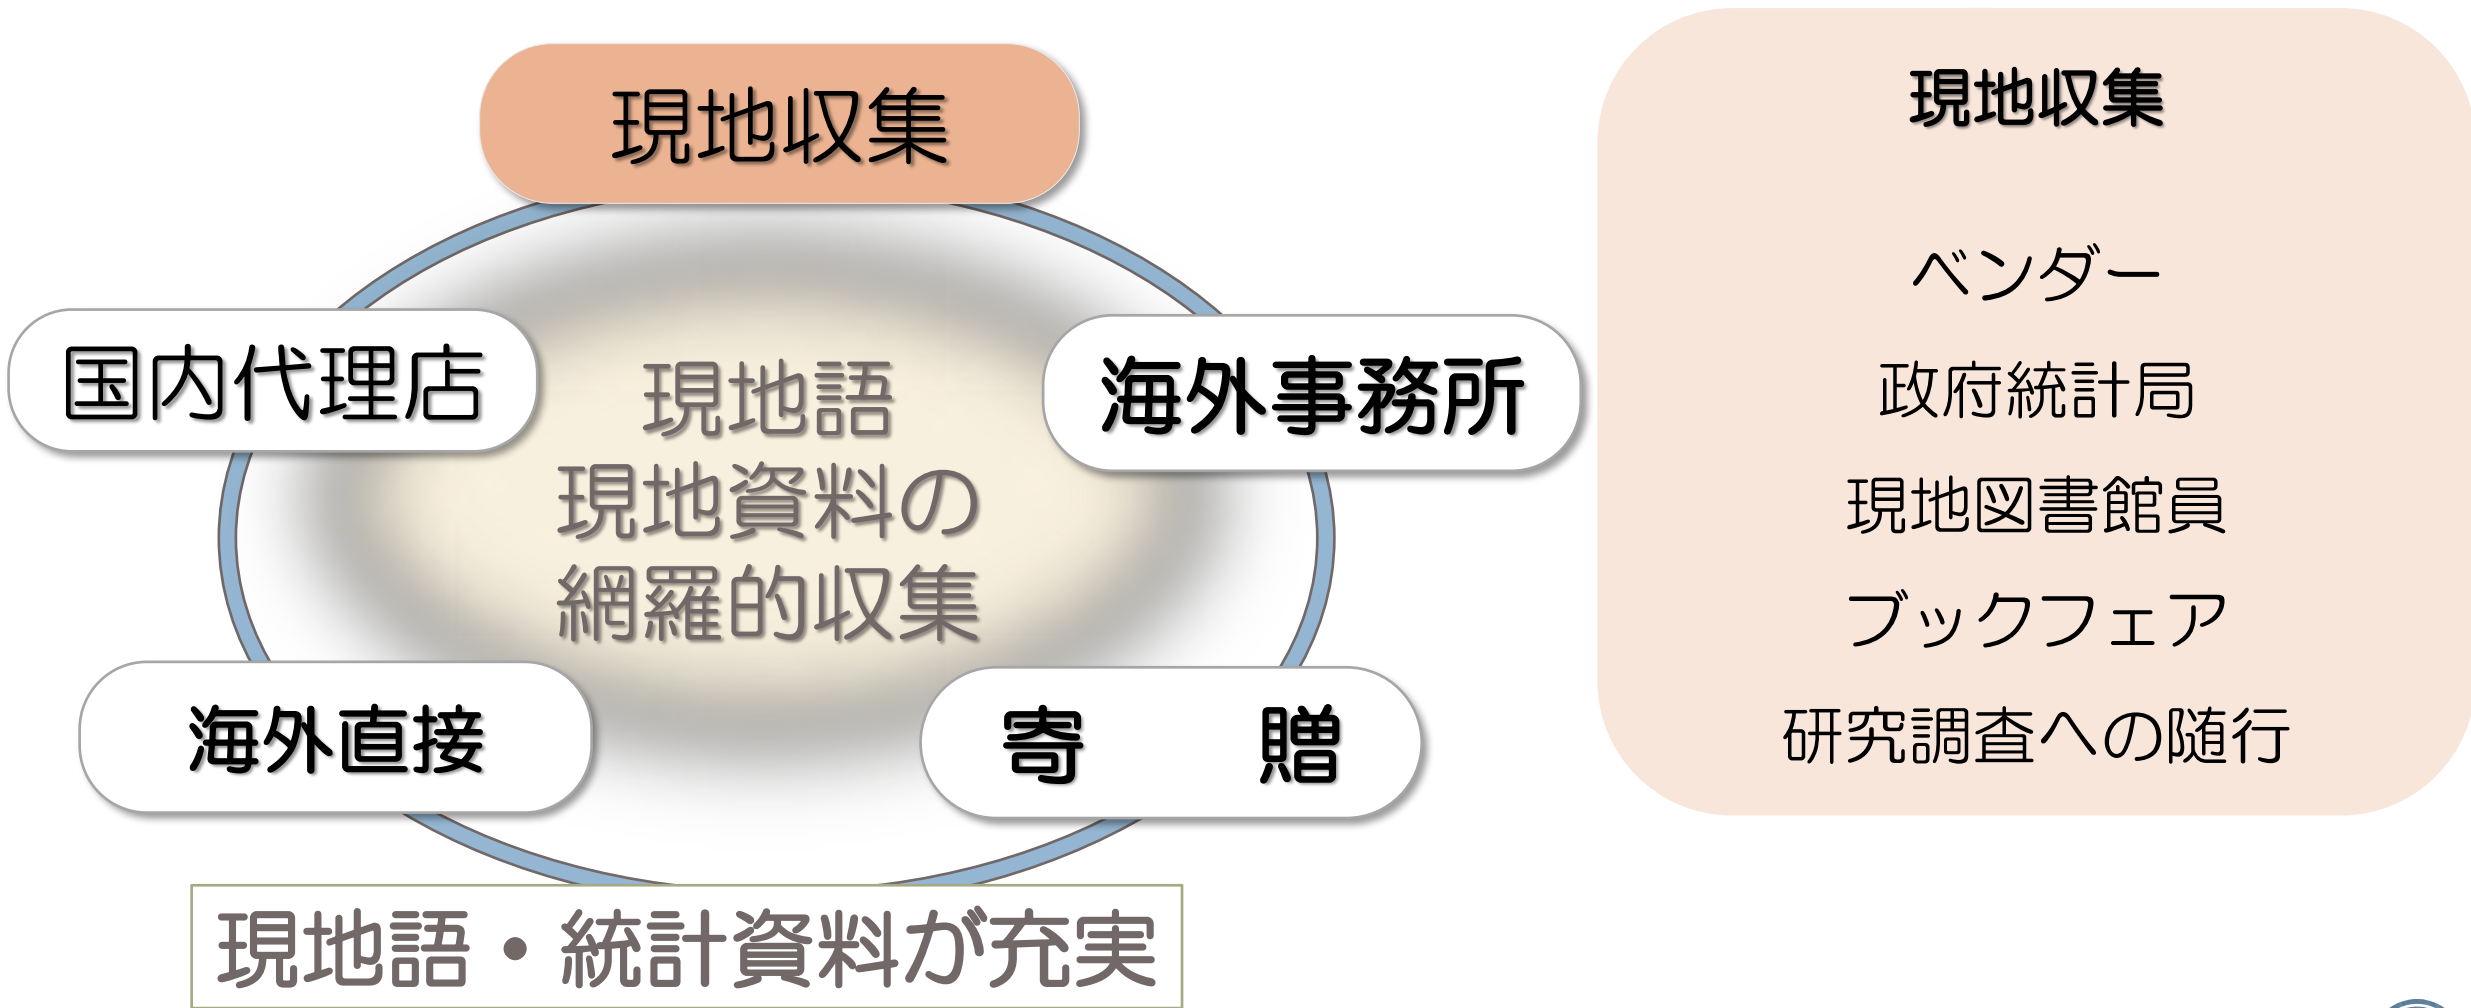 現地収集
国内代理店
海外事務所
現地語
現地資料の
網羅的収集
海外直接
寄　　贈
現地語・統計資料が充実
現地収集
ベンダー
政府統計局
現地図書館員
ブックフェア
研究調査への随行